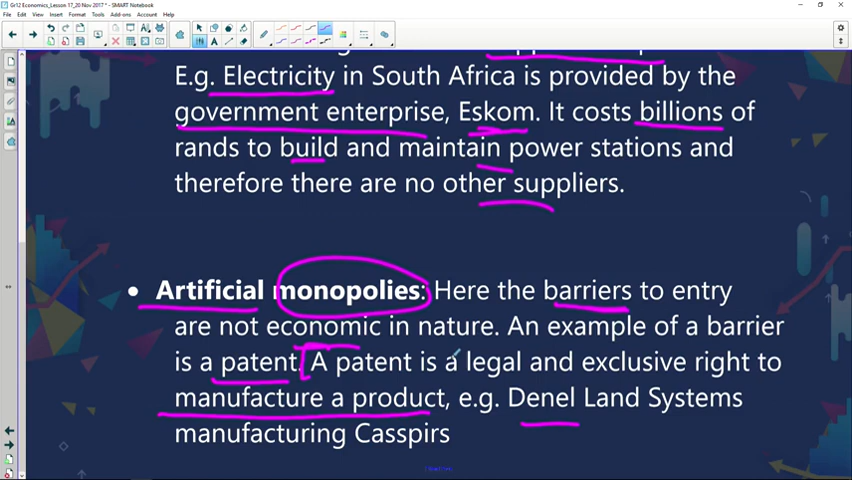 Gr12 Economics_Lesson 17_20 Nov 2017 * - SMART Notebook
File Edit View Insert Format Tools Add-ons Account Help
E.g. Electricity in South Africa is provided by the
government enterprise, Eskom. It costs billions of
rands to build and maintain power stations and
therefore there are no other suppliers.
• Artificial monopolies: Here the barriers to entry
are not economic in nature. An example of a barrier
is a patent. A patent is a legal and exclusive right to
manufacture a product, e.g. Denel Land Systems
manufacturing Casspirs